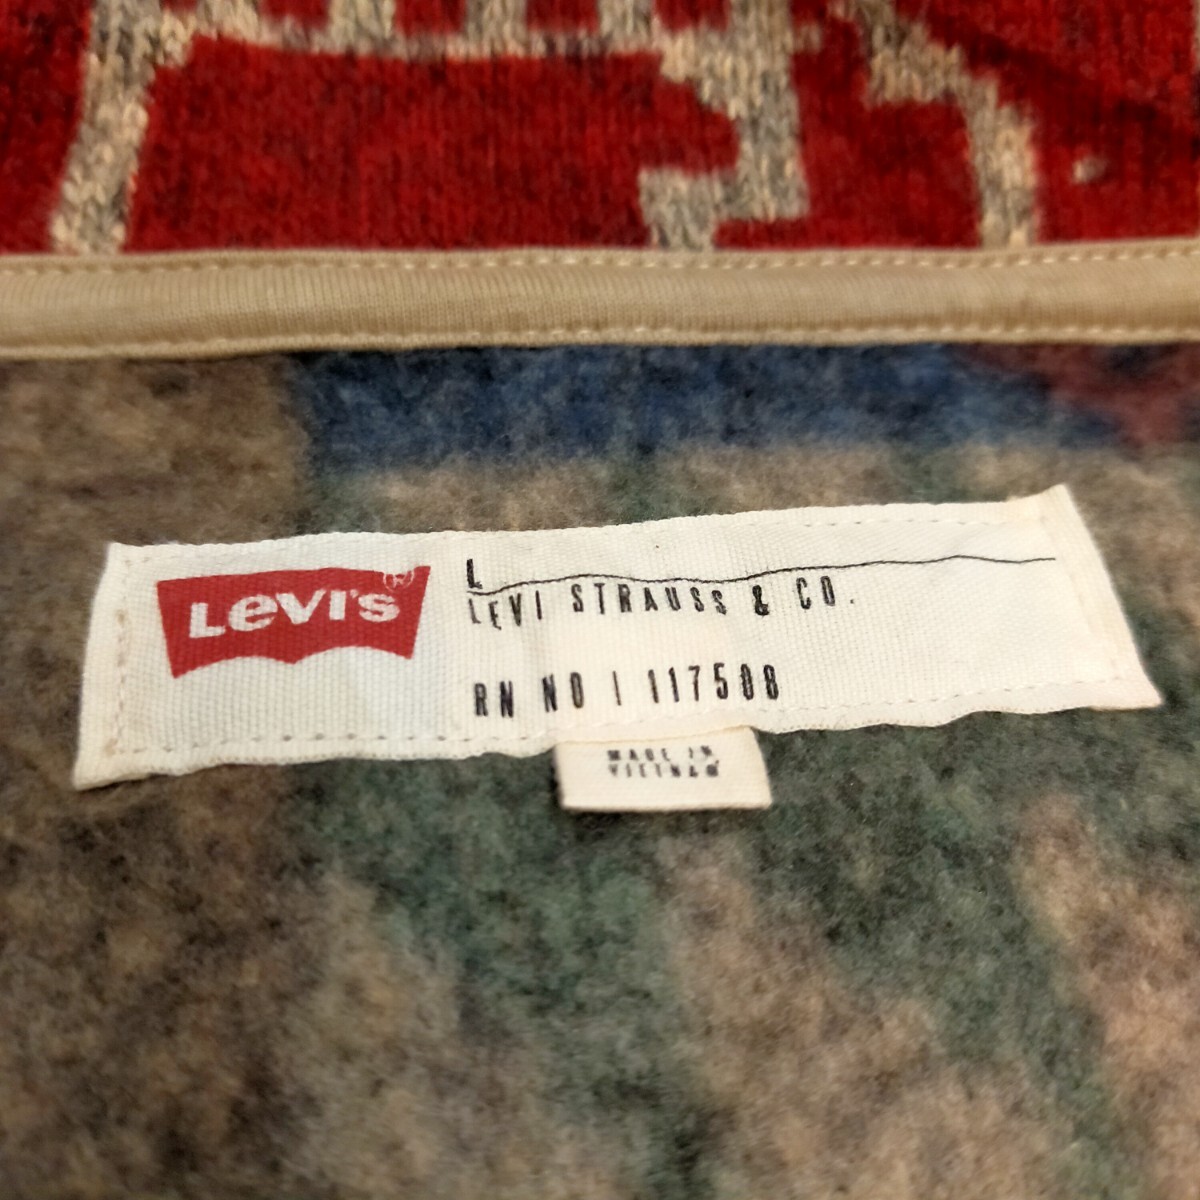 LEVI'S ®
L
LEVI STRAUSS & CO.
RN NO | 117508
MADE IN
VIETNAM